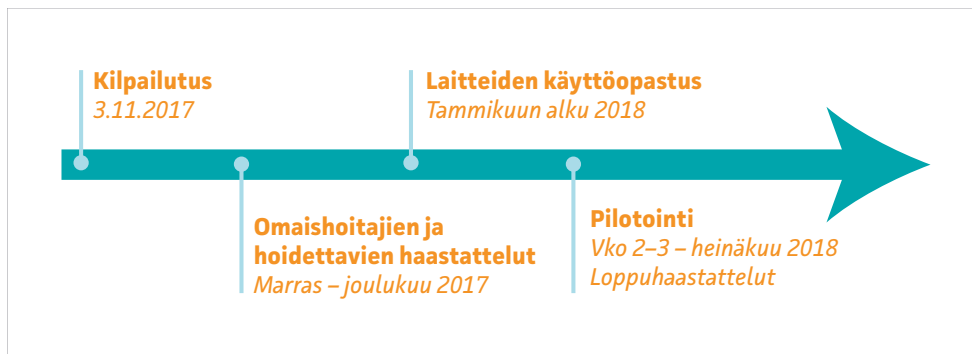 Kilpailutus
3.11.2017
Omaishoitajien ja
hoidettavien haastattelut
Marras – joulukuu 2017
Laitteiden käyttöopastus
Tammikuun alku 2018
Pilotointi
Vko 2–3 – heinäkuu 2018
Loppuhaastattelut